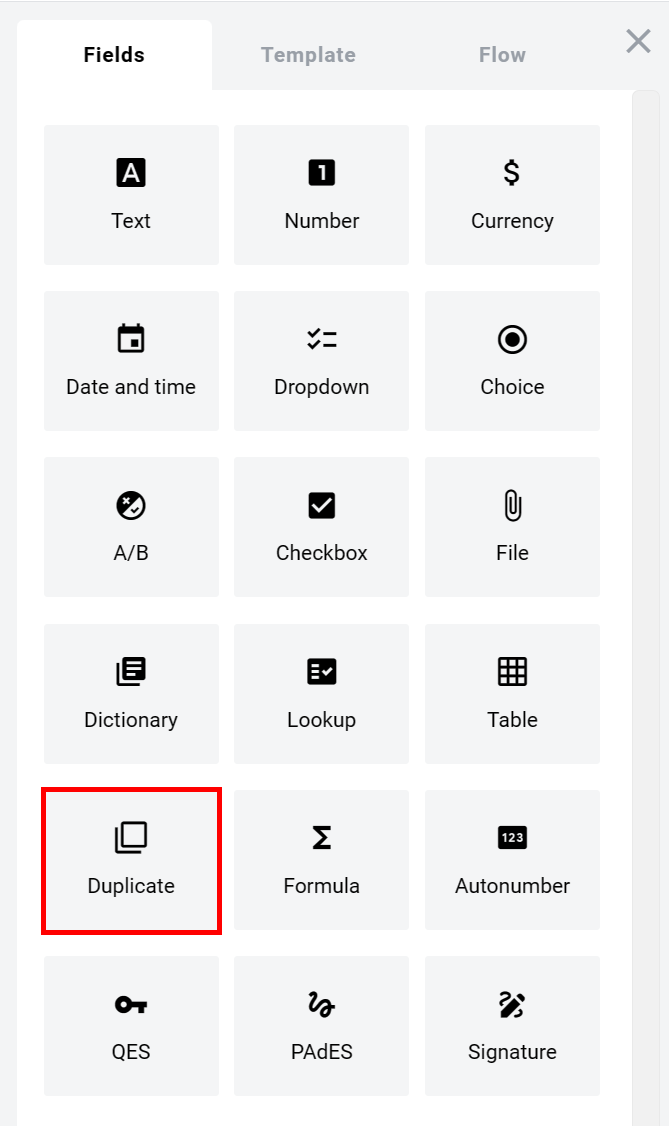 Fields Template Flow
Text Number Currency
Date and time Dropdown Choice
A/B Checkbox File
Dictionary Lookup Table
123
Duplicate Formula Autonumber
QES PAdES Signature